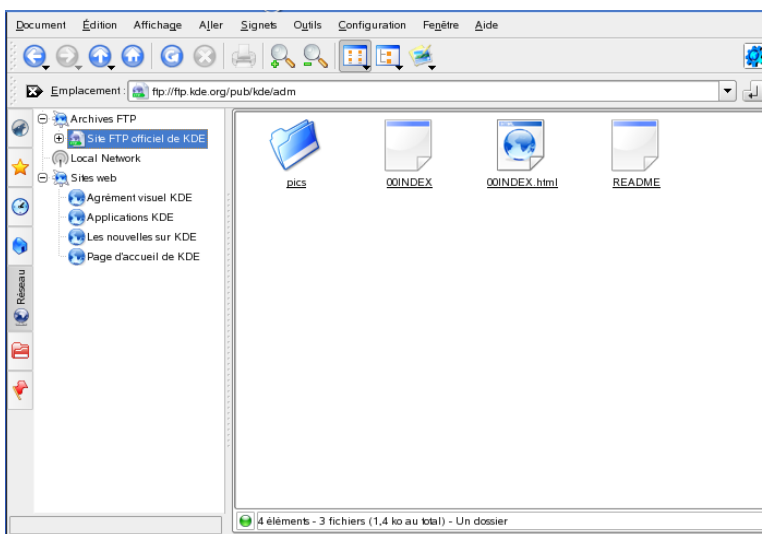 Document Édition Affichage Aller Signets Outils Configuration Fenêtre Aide
Emplacement : ftp://ftp.kde.org/pub/kde/adm
Archives FTP
Site FTP officiel de KDE
Local Network
Sites web
Agrément visuel KDE
Applications KDE
Les nouvelles sur KDE
Page d'accueil de KDE
Réseau
pics 00INDEX 00INDEX.html README
4 éléments - 3 fichiers (1,4 ko au total) - Un dossier